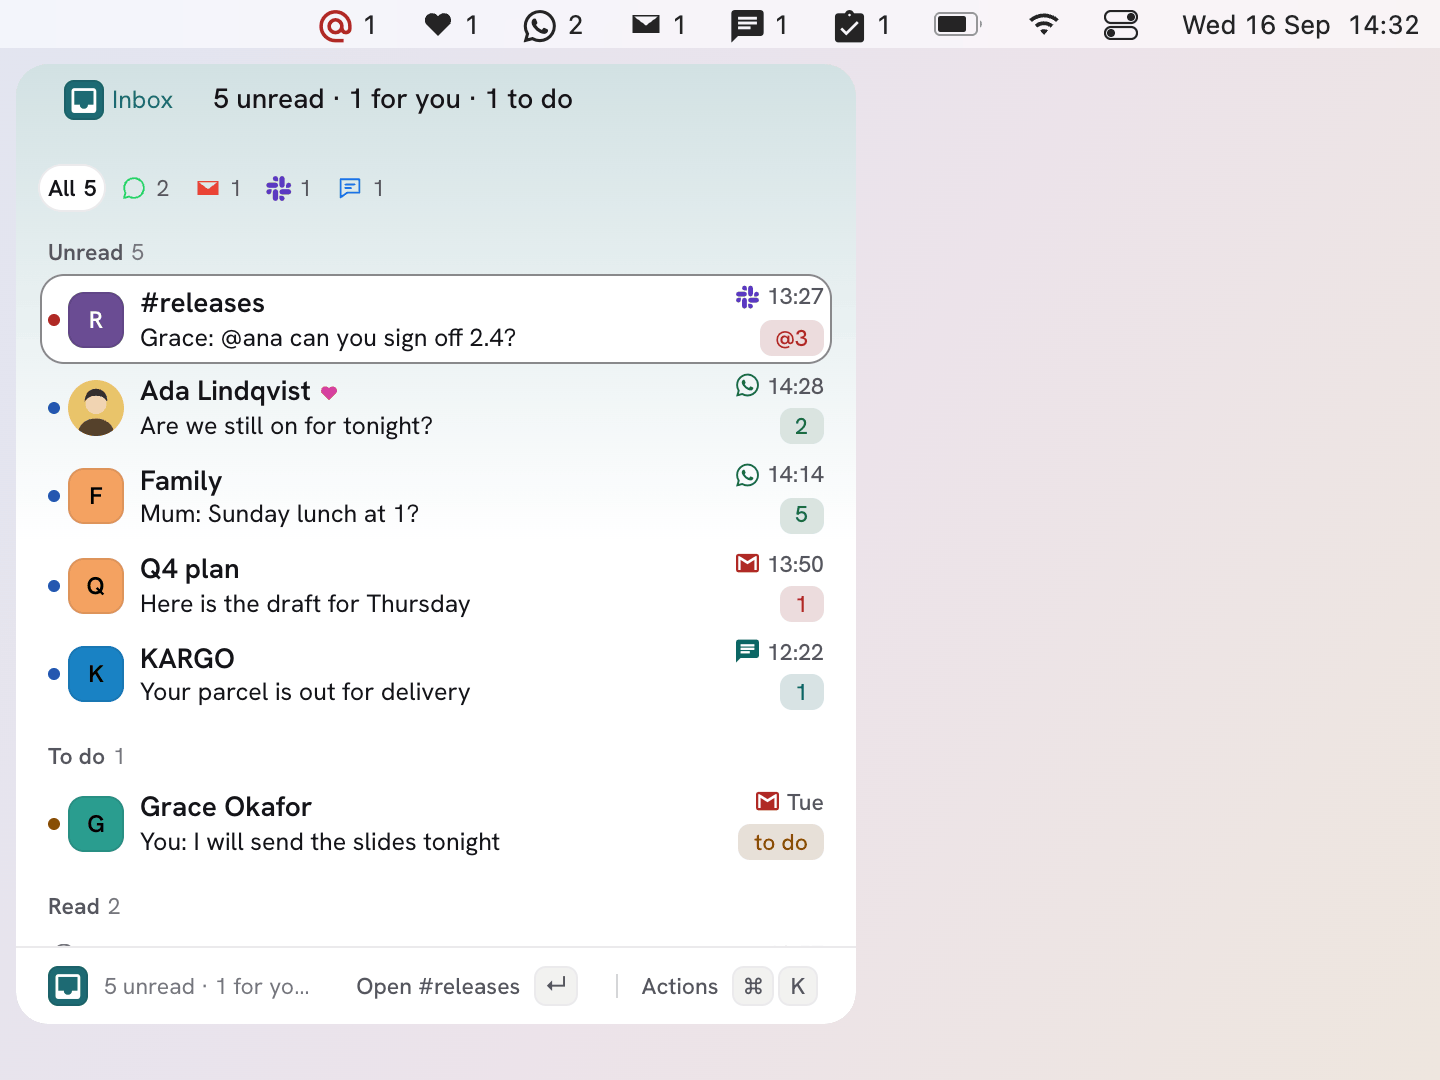 1 1 2 1 1 1 Wed 16 Sep 14:32
Inbox 5 unread · 1 for you · 1 to do
All 5 2 1 1 1
Unread 5
R #releases 13:27
Grace: @ana can you sign off 2.4? @3
Ada Lindqvist 14:28
Are we still on for tonight? 2
F Family 14:14
Mum: Sunday lunch at 1? 5
Q Q4 plan 13:50
Here is the draft for Thursday 1
K KARGO 12:22
Your parcel is out for delivery 1
To do 1
G Grace Okafor Tue
You: I will send the slides tonight to do
Read 2
5 unread · 1 for yo... Open #releases ↵ Actions ⌘ K